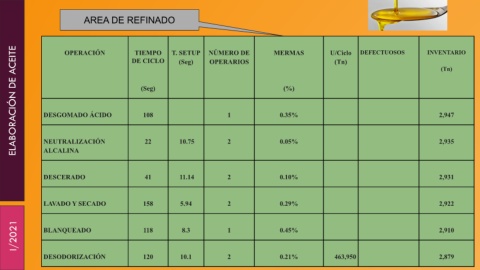 AREA DE REFINADO
ELABORACIÓN DE ACEITE
1/2021
OPERACIÓN TIEMPO DE CICLO (Seg) T. SETUP (Seg) NÚMERO DE OPERARIOS MERMAS (%) U/Ciclo (Tn) DEFECTUOSOS INVENTARIO (Tn)
DESGOMADO ÁCIDO 108 1 0.35% 2,947
NEUTRALIZACIÓN ALCALINA 22 10.75 2 0.05% 2,935
DESCERADO 41 11.14 2 0.10% 2,931
LAVADO Y SECADO 158 5.94 2 0.29% 2,922
BLANQUEADO 118 8.3 1 0.45% 2,910
DESODORIZACIÓN 120 10.1 2 0.21% 463,950 2,879